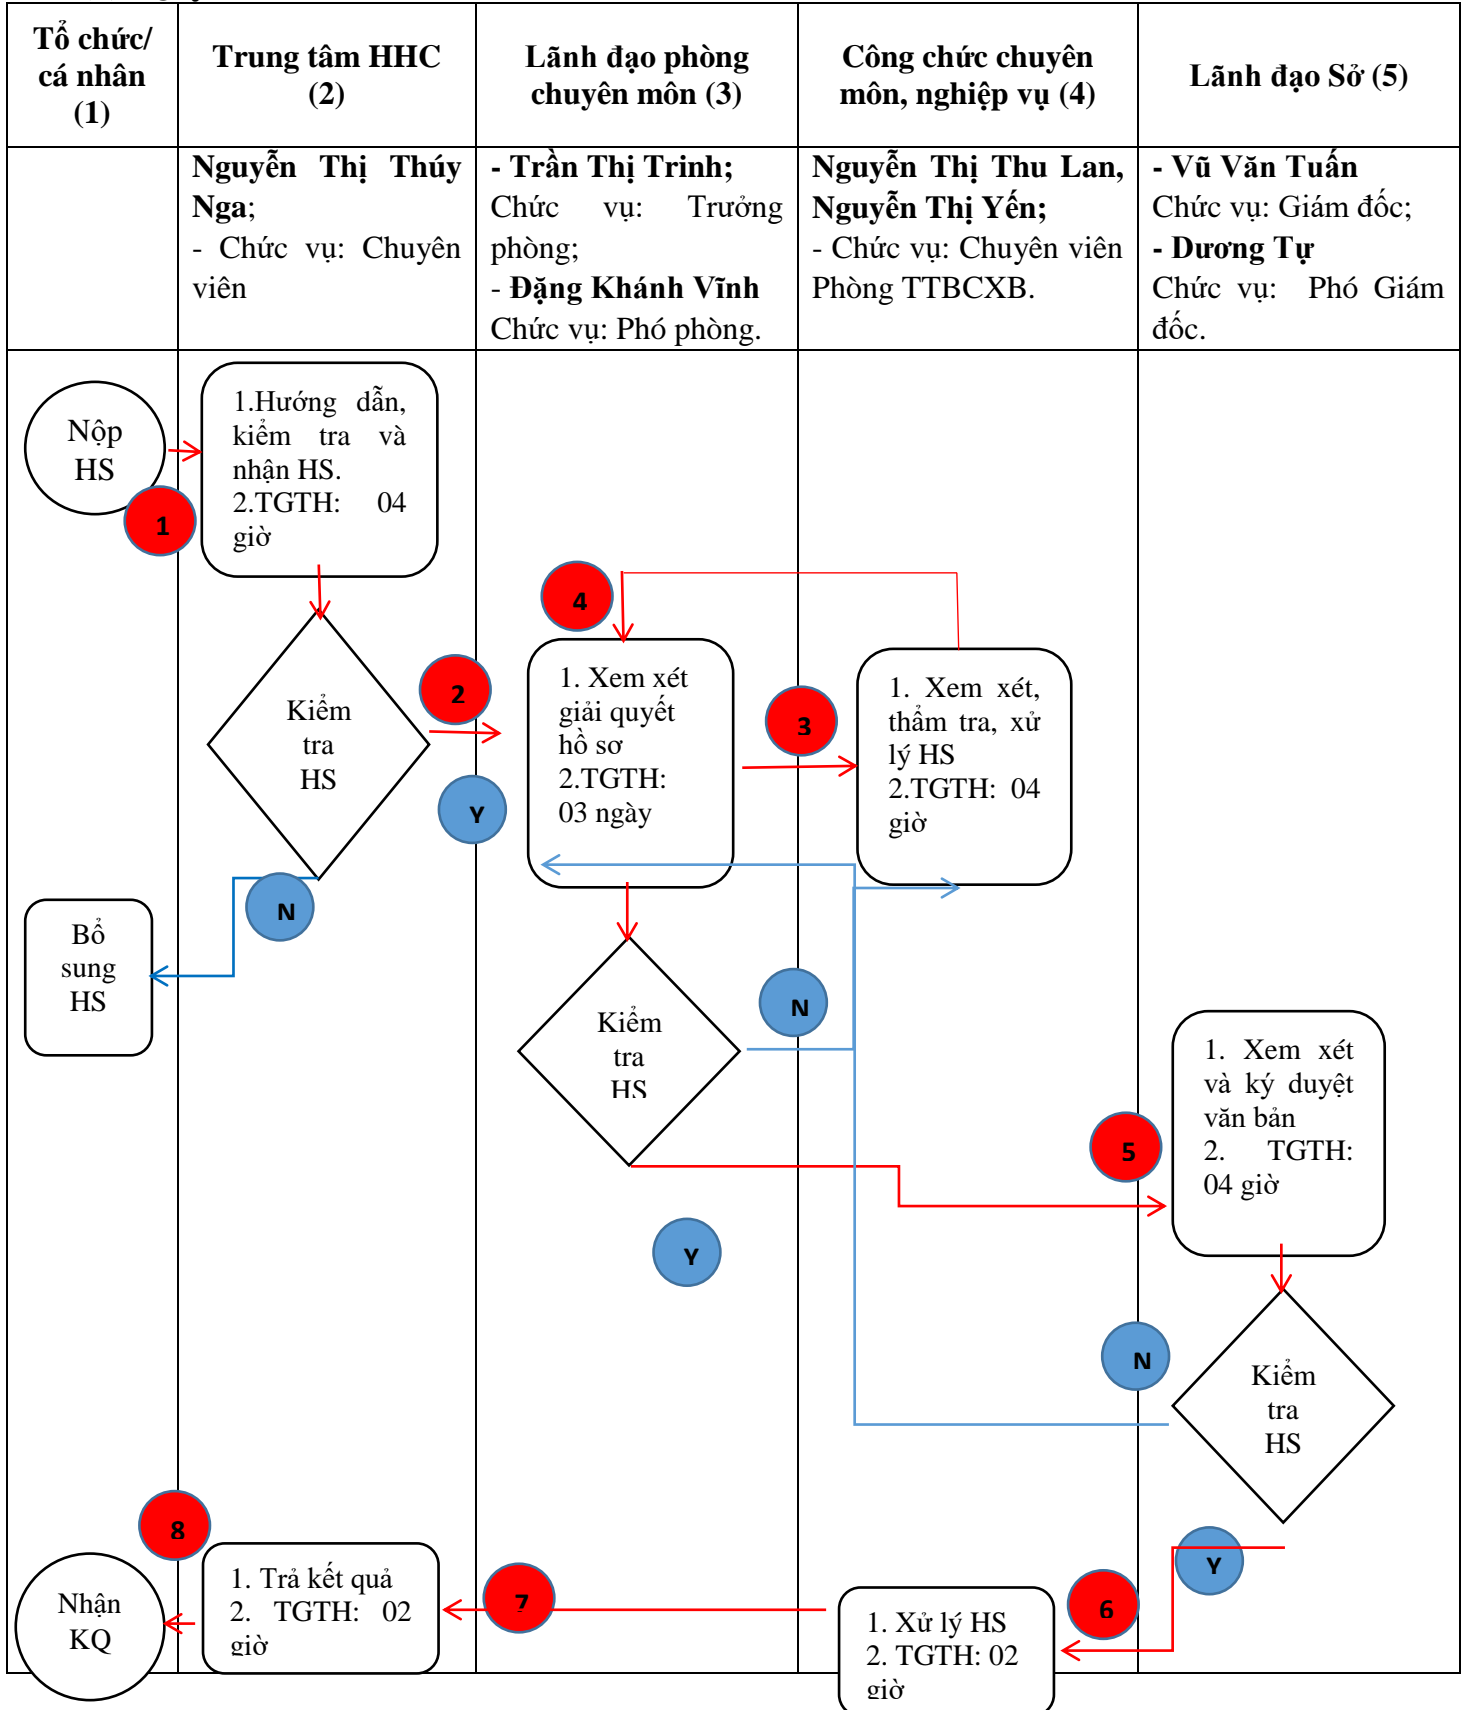 Tổ chức/
cá nhân
(1)
Trung tâm HHC
(2)
Lãnh đạo phòng
chuyên môn (3)
Công chức chuyên
môn, nghiệp vụ (4)
Lãnh đạo Sở (5)
Nguyễn Thị Thúy
Nga;
- Chức vụ: Chuyên
viên
- Trần Thị Trinh;
Chức vụ: Trưởng
phòng;
- Đặng Khánh Vĩnh
Chức vụ: Phó phòng.
Nguyễn Thị Thu Lan,
Nguyễn Thị Yến;
- Chức vụ: Chuyên viên
Phòng TTBCXB.
- Vũ Văn Tuấn
Chức vụ: Giám đốc;
- Dương Tự
Chức vụ: Phó Giám
đốc.
Nộp
HS
1
1.Hướng dẫn,
kiểm tra và
nhận HS.
2.TGTH: 04
giờ
4
Kiểm
tra
HS
2
Y
1. Xem xét
giải quyết
hồ sơ
2.TGTH:
03 ngày
3
1. Xem xét,
thẩm tra, xử
lý HS
2.TGTH: 04
giờ
N
Bổ
sung
HS
Kiểm
tra
HS
N
1. Xem xét
và ký duyệt
văn bản
2. TGTH:
04 giờ
5
Y
N
Kiểm
tra
HS
Y
8
Nhận
KQ
1. Trả kết quả
2. TGTH: 02
giờ
7
1. Xử lý HS
2. TGTH: 02
giờ
6